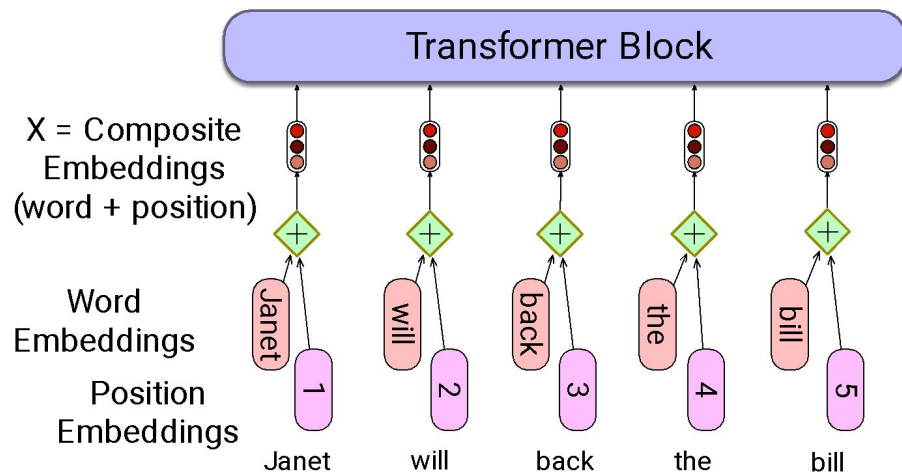 Transformer Block
X = Composite
Embeddings
(word + position)
+ + + + +
Word
Embeddings
Janet will back the bill
Position
Embeddings
1 2 3 4 5
Janet will back the bill